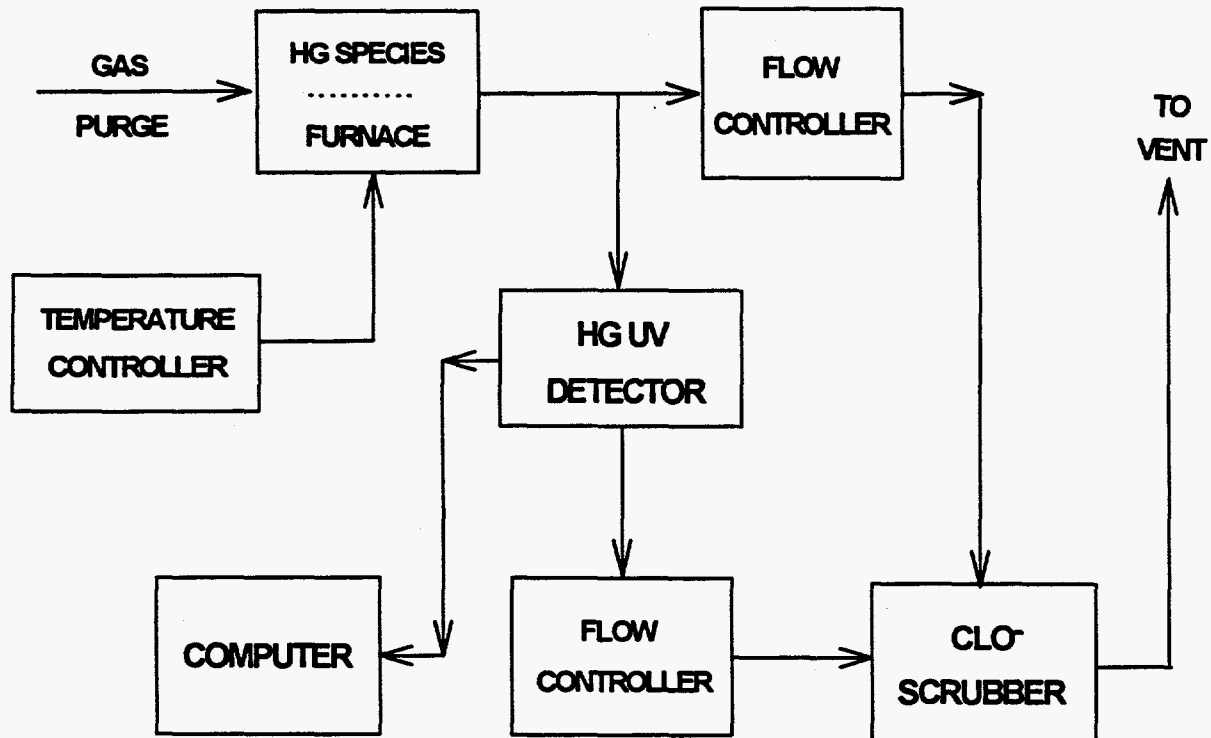 GAS
PURGE
HG SPECIES
..........
FURNACE
FLOW
CONTROLLER
TO
VENT
TEMPERATURE
CONTROLLER
HG UV
DETECTOR
COMPUTER
FLOW
CONTROLLER
CLO⁻
SCRUBBER